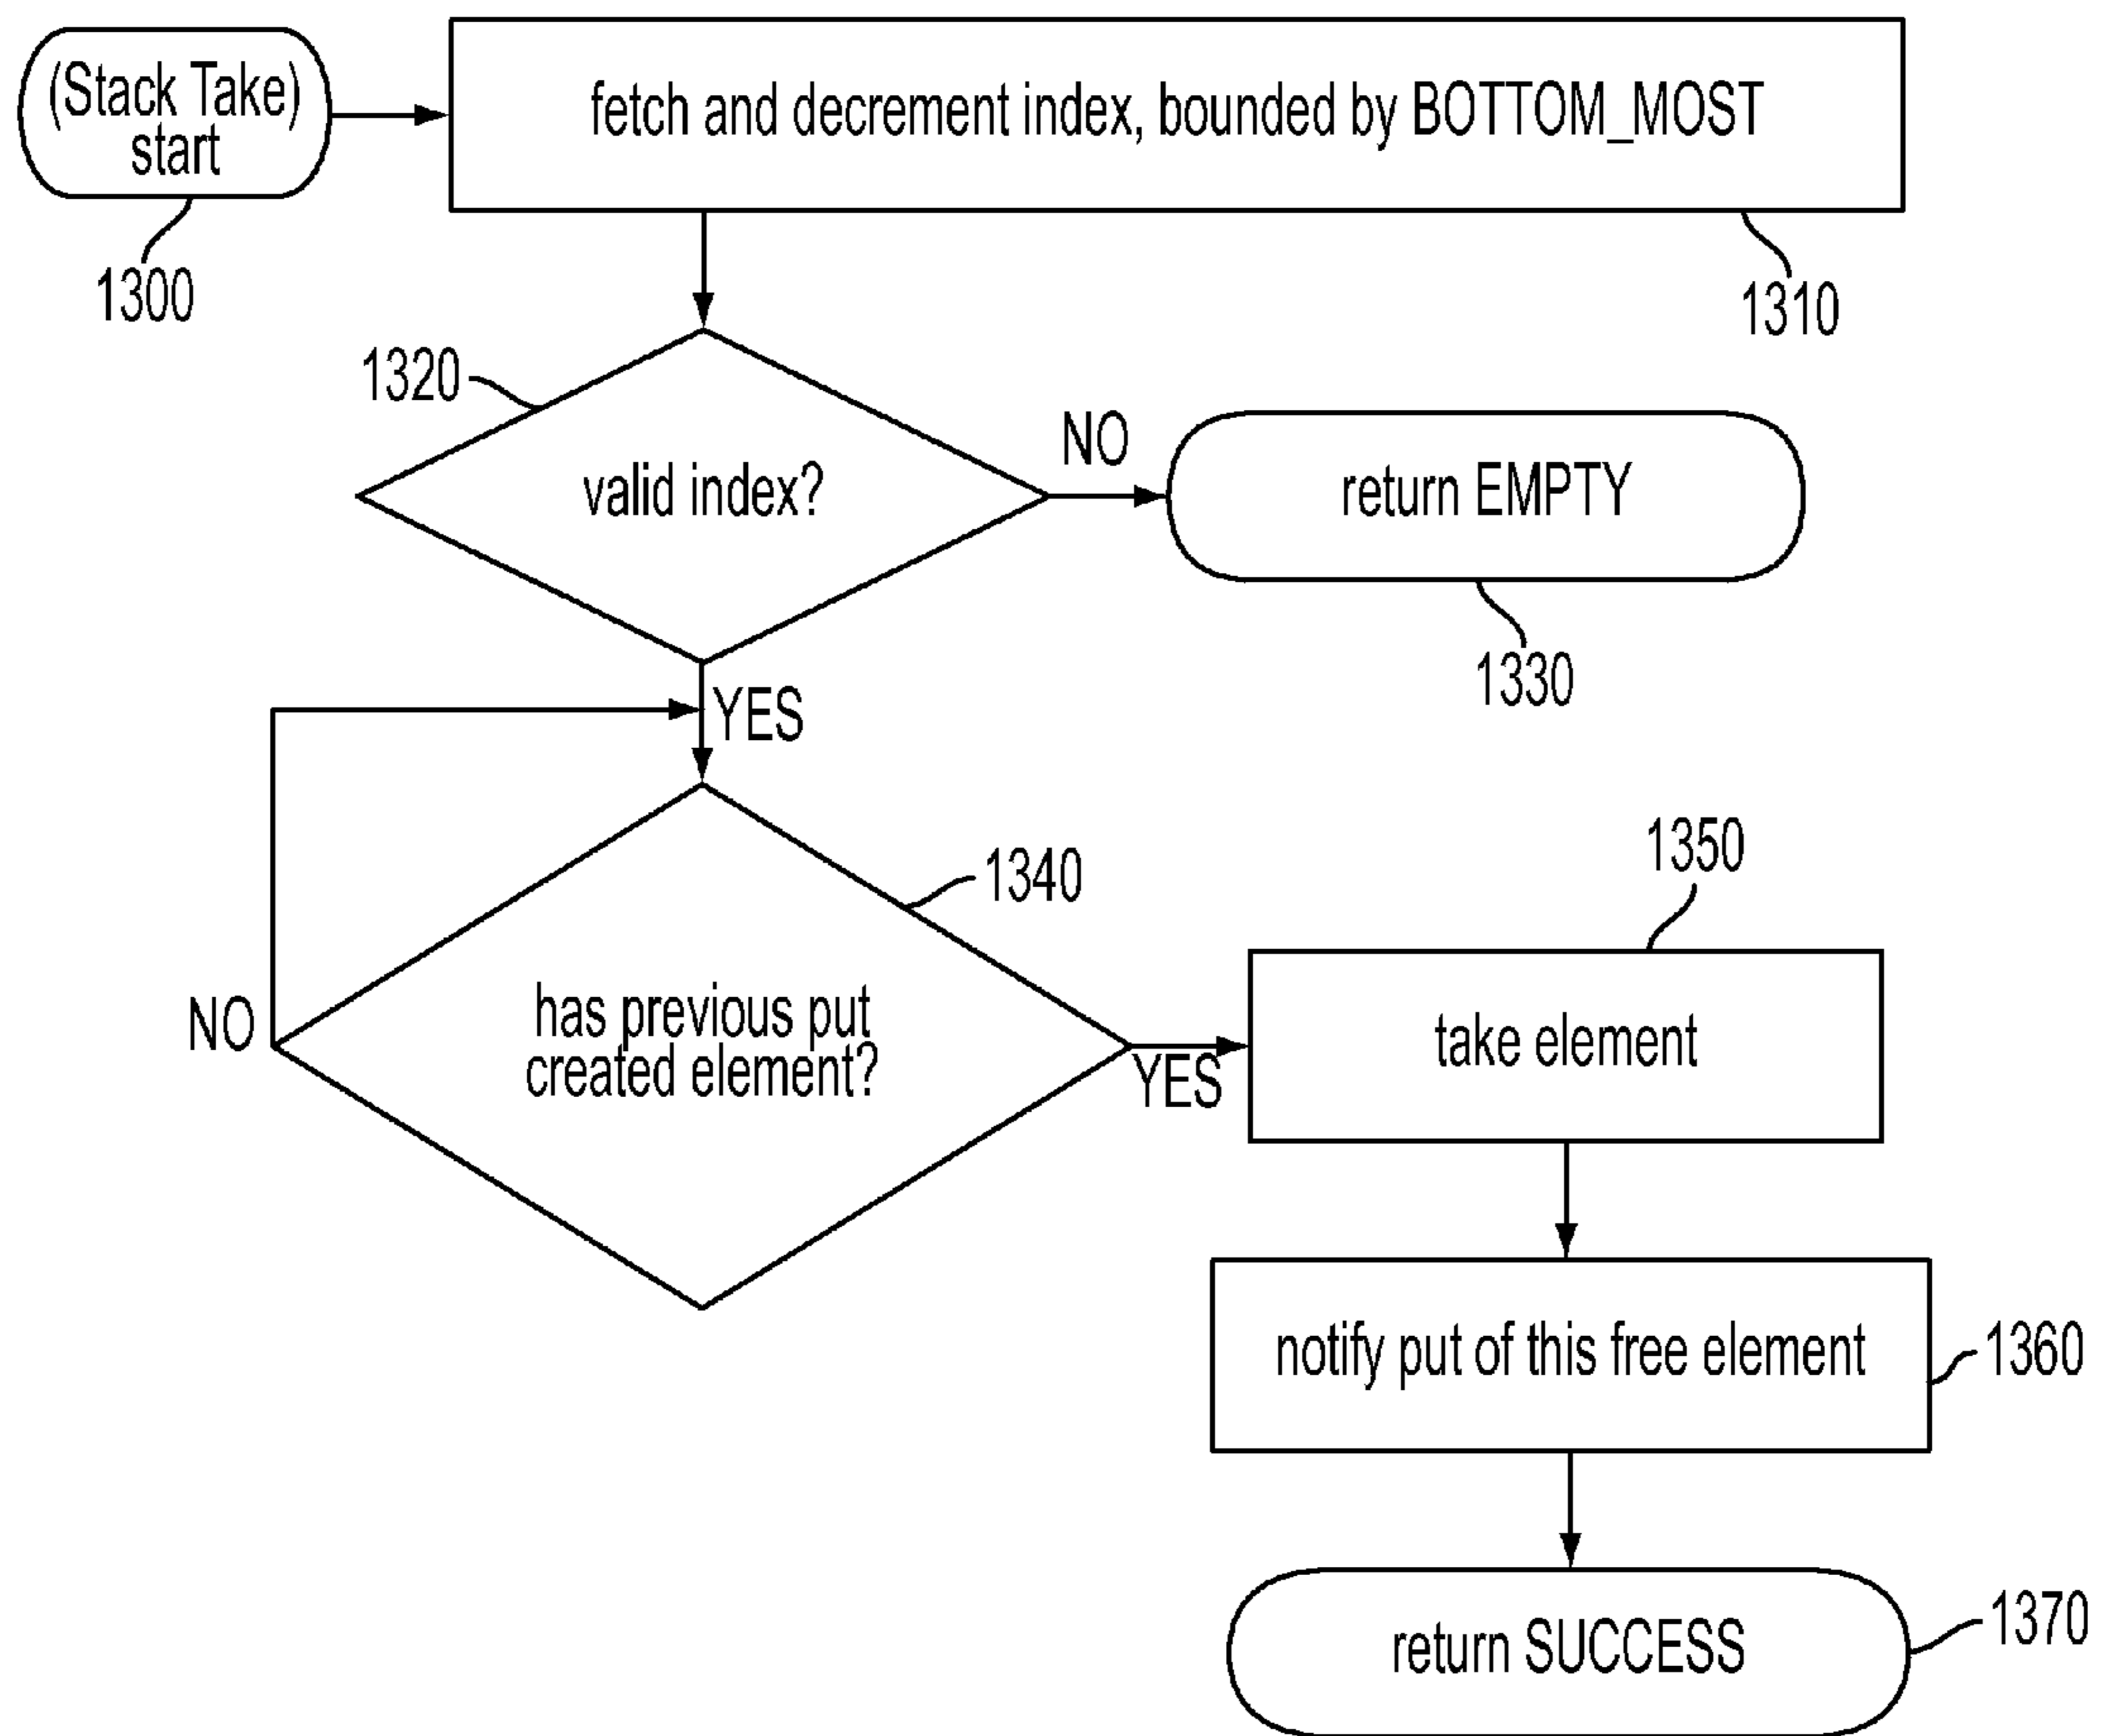 (Stack Take)
start
1300
fetch and decrement index, bounded by BOTTOM_MOST
1310
1320
valid index?
NO
return EMPTY
1330
YES
1340
has previous put
created element?
NO
YES
1350
take element
notify put of this free element
1360
return SUCCESS
1370